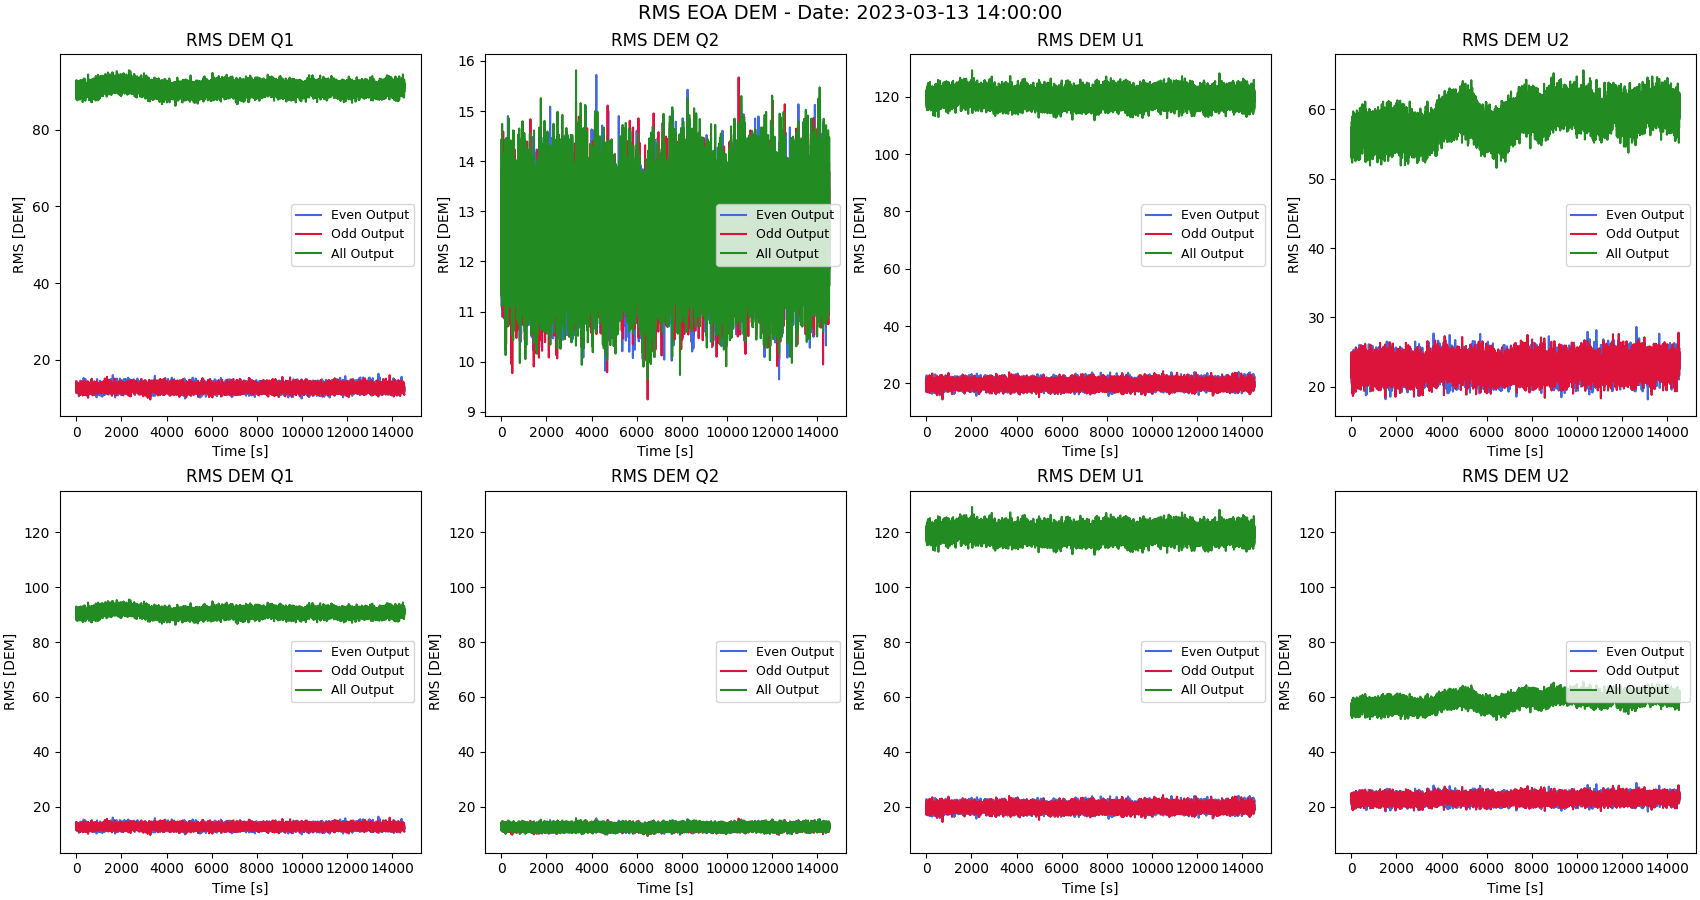 RMS EOA DEM - Date: 2023-03-13 14:00:00
RMS DEM Q1
RMS [DEM]
80
60
40
20
Even Output
Odd Output
All Output
0 2000 4000 6000 8000 10000 12000 14000
Time [s]
RMS DEM Q2
RMS [DEM]
16
15
14
13
12
11
10
9
Even Output
Odd Output
All Output
0 2000 4000 6000 8000 10000 12000 14000
Time [s]
RMS DEM U1
RMS [DEM]
120
100
80
60
40
20
Even Output
Odd Output
All Output
0 2000 4000 6000 8000 10000 12000 14000
Time [s]
RMS DEM U2
RMS [DEM]
60
50
40
30
20
Even Output
Odd Output
All Output
0 2000 4000 6000 8000 10000 12000 14000
Time [s]
RMS DEM Q1
RMS [DEM]
120
100
80
60
40
20
Even Output
Odd Output
All Output
0 2000 4000 6000 8000 10000 12000 14000
Time [s]
RMS DEM Q2
RMS [DEM]
120
100
80
60
40
20
Even Output
Odd Output
All Output
0 2000 4000 6000 8000 10000 12000 14000
Time [s]
RMS DEM U1
RMS [DEM]
120
100
80
60
40
20
Even Output
Odd Output
All Output
0 2000 4000 6000 8000 10000 12000 14000
Time [s]
RMS DEM U2
RMS [DEM]
120
100
80
60
40
20
Even Output
Odd Output
All Output
0 2000 4000 6000 8000 10000 12000 14000
Time [s]